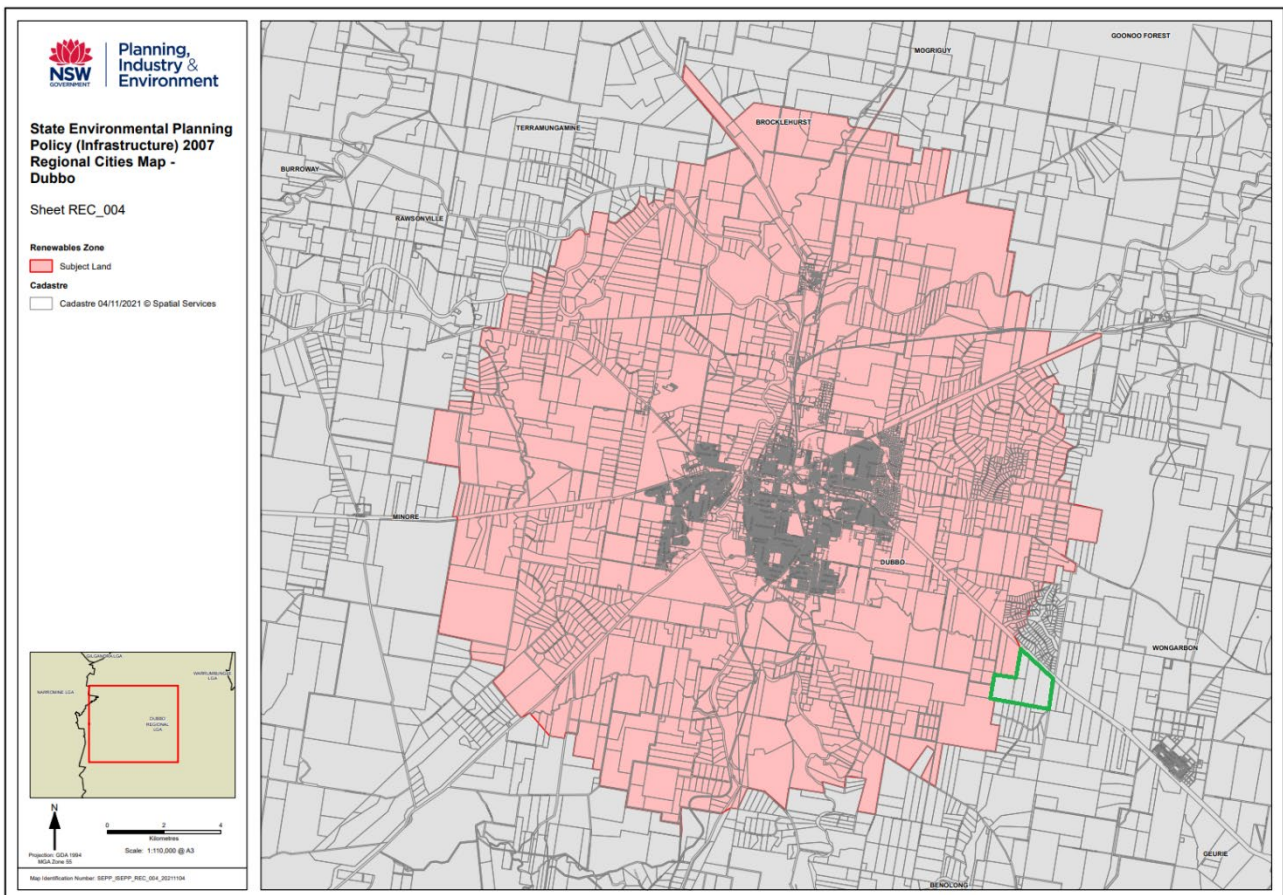 NSW
GOVERNMENT
Planning,
Industry &
Environment
State Environmental Planning
Policy (Infrastructure) 2007
Regional Cities Map -
Dubbo
Sheet REC_004
Renewables Zone
Subject Land
Cadastre
Cadastre 04/11/2021 © Spatial Services
GILGANDRA LGA
WARRUMBUNGLE
LGA
NARROMINE LGA
DUBBO
REGIONAL
LGA
N
0 2 4
Kilometres
Projection: GDA 1994
MGA Zone 55
Scale: 1:110,000 @ A3
Map Identification Number: SEPP_ISEPP_REC_004_20211104
GOONOO FOREST
MOGRIGUY
BROCKLEHURST
TERRAMUNGAMINE
BURROWAY
RAWSONVILLE
MINORE
DUBBO
WONGARBON
GEURIE
BENOLONG